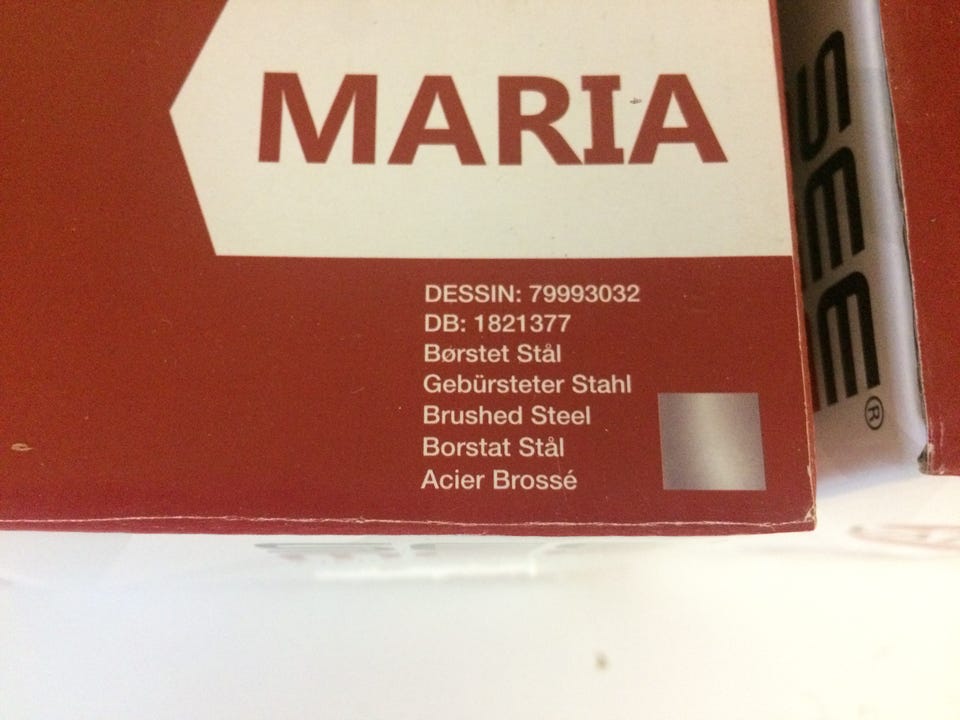 MARIA
DESSIN: 79993032
DB: 1821377
Børstet Stål
Gebürsteter Stahl
Brushed Steel
Borstat Stål
Acier Brossé